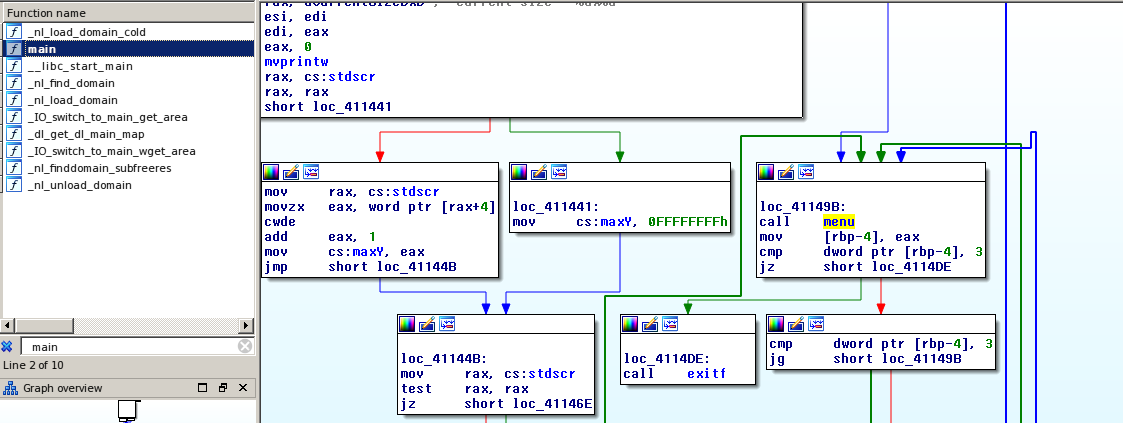 Function name
_nl_load_domain_cold
main
__libc_start_main
_nl_find_domain
_nl_load_domain
_IO_switch_to_main_get_area
_dl_get_dl_main_map
_IO_switch_to_main_wget_area
_nl_finddomain_subfreeres
_nl_unload_domain
main
Line 2 of 10
Graph overview
esi, edi
edi, eax
eax, 0
mvprintw
rax, cs:stdscr
rax, rax
short loc_411441
mov rax, cs:stdscr
movzx eax, word ptr [rax+4]
cwde
add eax, 1
mov cs:maxY, eax
jmp short loc_41144B
loc_411441:
mov cs:maxY, 0FFFFFFFFh
loc_41149B:
call menu
mov [rbp-4], eax
cmp dword ptr [rbp-4], 3
jz short loc_4114DE
loc_41144B:
mov rax, cs:stdscr
test rax, rax
jz short loc_41146E
loc_4114DE:
call exitf
cmp dword ptr [rbp-4], 3
jg short loc_41149B